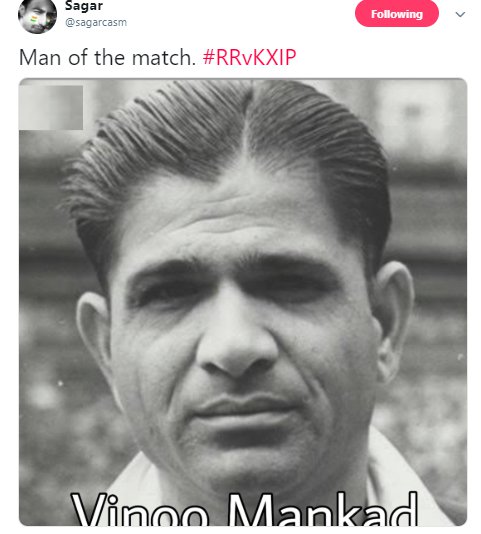 Sagar
@sagarcasm
Following
Man of the match. #RRvKXIP
Vinoo Mankad